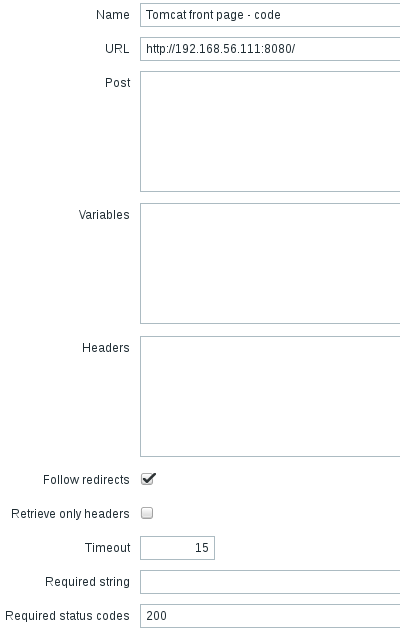 Name Tomcat front page - code
URL http://192.168.56.111:8080/
Post
Variables
Headers
Follow redirects
Retrieve only headers
Timeout 15
Required string
Required status codes 200